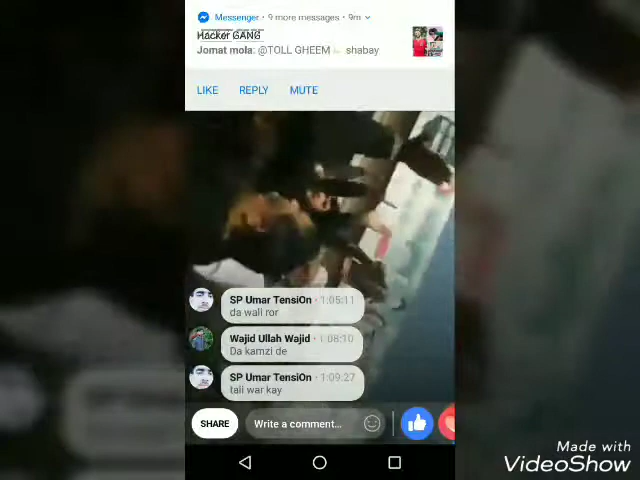 Messenger • 9 more messages • 9m
Hacker GANG
Jomat mola: @TOLL GHEEM shabay
LIKE REPLY MUTE
SP Umar TensiOn • 1:05:11
da wali ror
Wajid Ullah Wajid • 1:08:10
Da kamzi de
SP Umar TensiOn • 1:09:27
tali war kay
SHARE Write a comment...
Made with
VideoShow